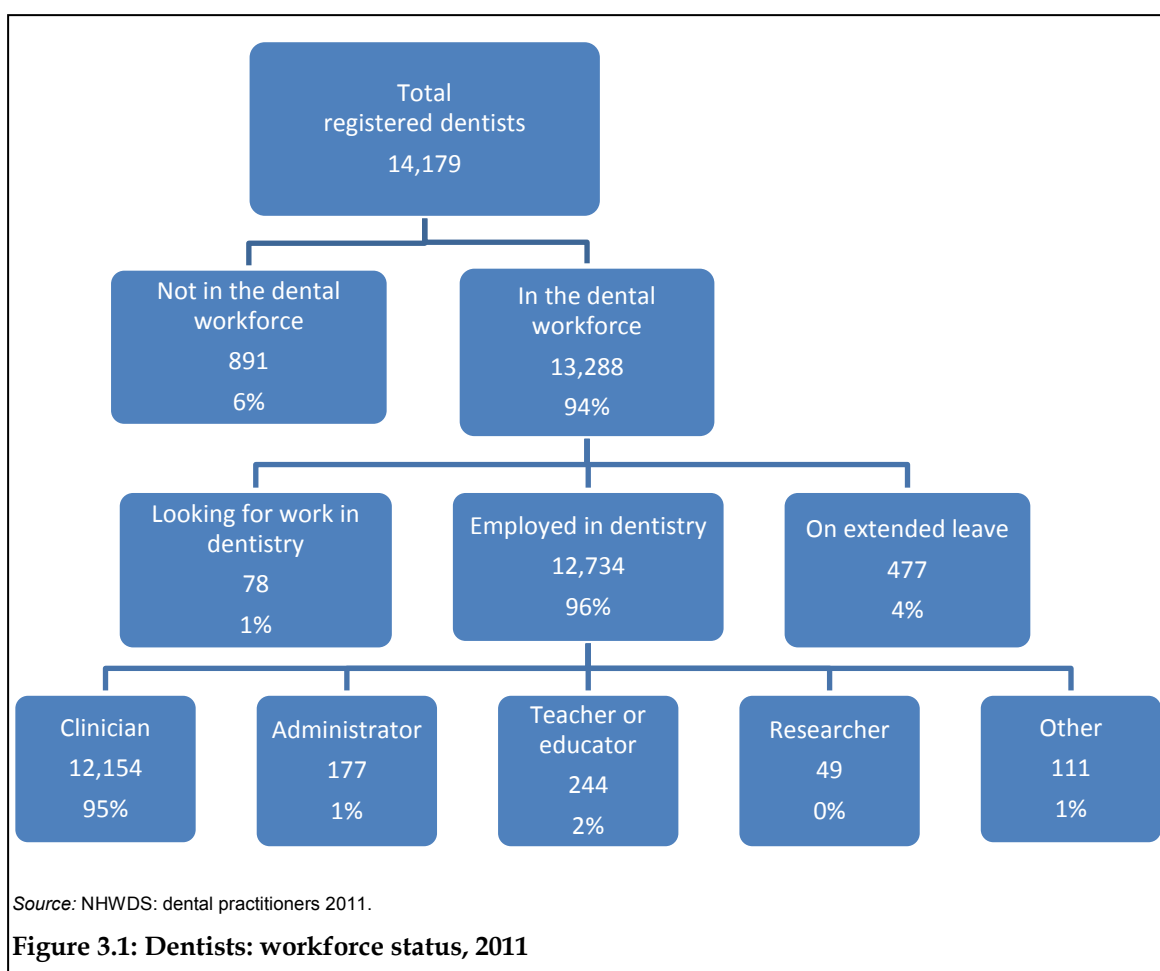 Total
registered dentists
14,179
Not in the dental
workforce
891
6%
In the dental
workforce
13,288
94%
Looking for work in
dentistry
78
1%
Employed in dentistry
12,734
96%
On extended leave
477
4%
Clinician
12,154
95%
Administrator
177
1%
Teacher or
educator
244
2%
Researcher
49
0%
Other
111
1%
Source: NHWDS: dental practitioners 2011.
Figure 3.1: Dentists: workforce status, 2011